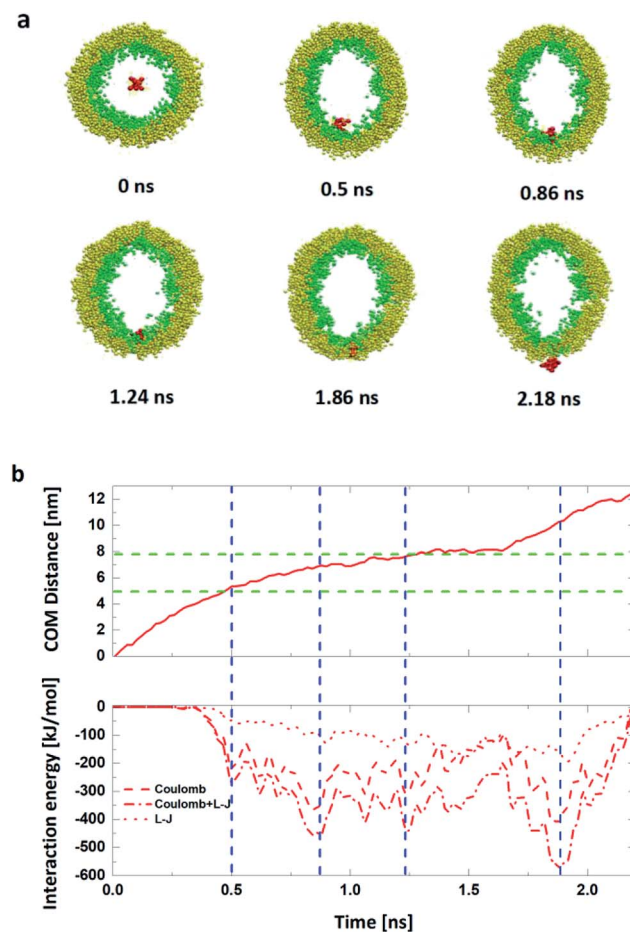 a
0 ns
0.5 ns
0.86 ns
1.24 ns
1.86 ns
2.18 ns
b
COM Distance [nm]
12
10
8
6
4
2
0
Interaction energy [kJ/mol]
0
-100
-200
-300
-400
-500
-600
Coulomb
Coulomb+L-J
L-J
0.0
0.5
1.0
1.5
2.0
Time [ns]